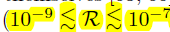 (10⁻⁹ ≲ ℛ ≲ 10⁻⁷